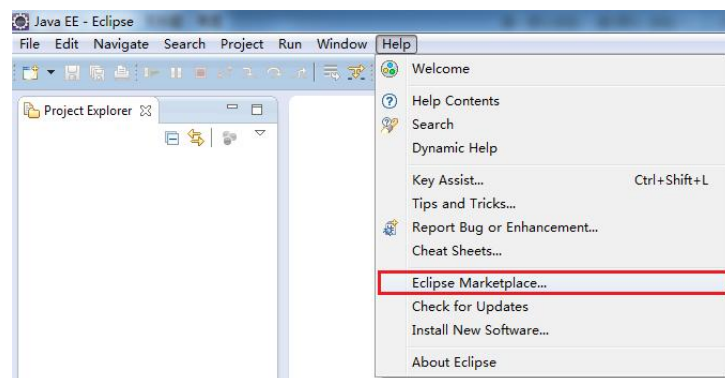 Java EE - Eclipse
File Edit Navigate Search Project Run Window Help
Project Explorer
Welcome
Help Contents
Search
Dynamic Help
Key Assist... Ctrl+Shift+L
Tips and Tricks...
Report Bug or Enhancement...
Cheat Sheets...
Eclipse Marketplace...
Check for Updates
Install New Software...
About Eclipse